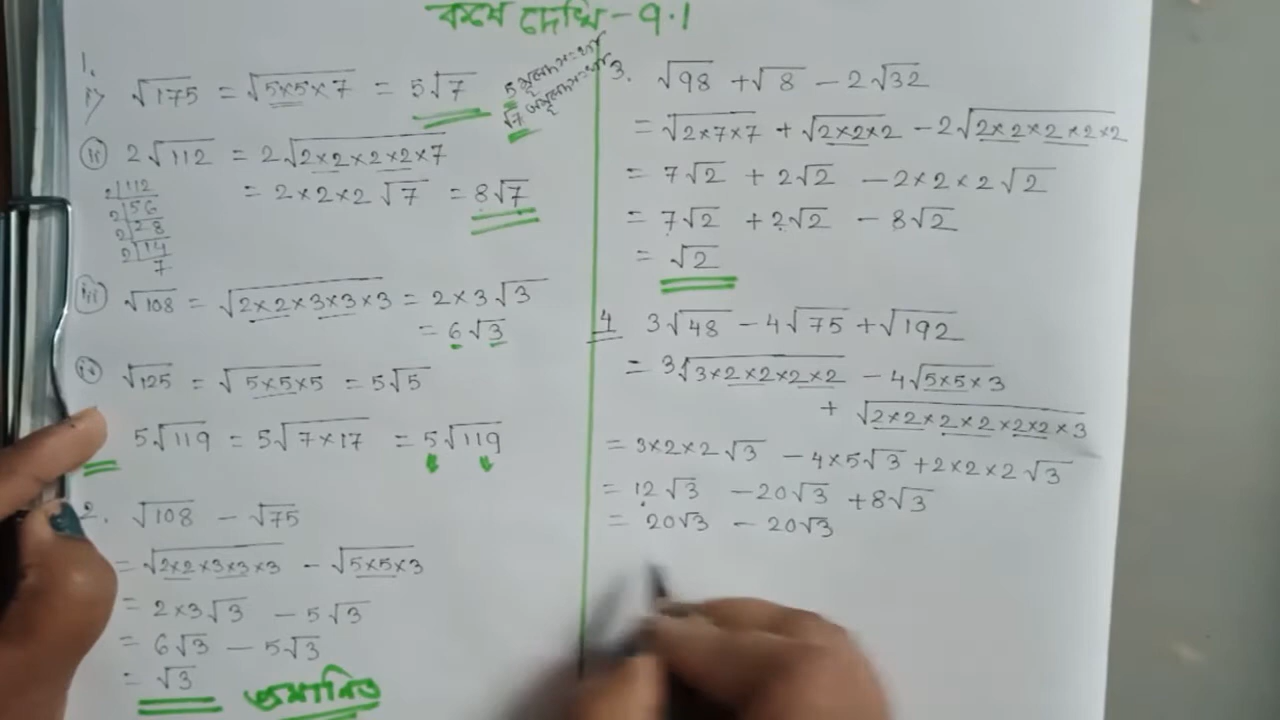 কষে দেখি - 9.1
1.
i) √175 = √5×5×7 = 5√7
5 মূলদ
√7 অমূলদ
(ii) 2√112 = 2√2×2×2×2×7
= 2×2×2√7 = 8√7
2|112
2|56
2|28
2|14
7
(iii) √108 = √2×2×3×3×3 = 2×3√3
= 6√3
(iv) √125 = √5×5×5 = 5√5
5√119 = 5√7×17 = 5√119
2. √108 - √75
= √2×2×3×3×3 - √5×5×3
= 2×3√3 - 5√3
= 6√3 - 5√3
= √3 প্রমানিত
3. √98 + √8 - 2√32
= √2×7×7 + √2×2×2 - 2√2×2×2×2×2
= 7√2 + 2√2 - 2×2×2√2
= 7√2 + 2√2 - 8√2
= √2
4 3√48 - 4√75 + √192
= 3√3×2×2×2×2 - 4√5×5×3
+ √2×2×2×2×2×2×3
= 3×2×2√3 - 4×5√3 + 2×2×2√3
= 12√3 - 20√3 + 8√3
= 20√3 - 20√3